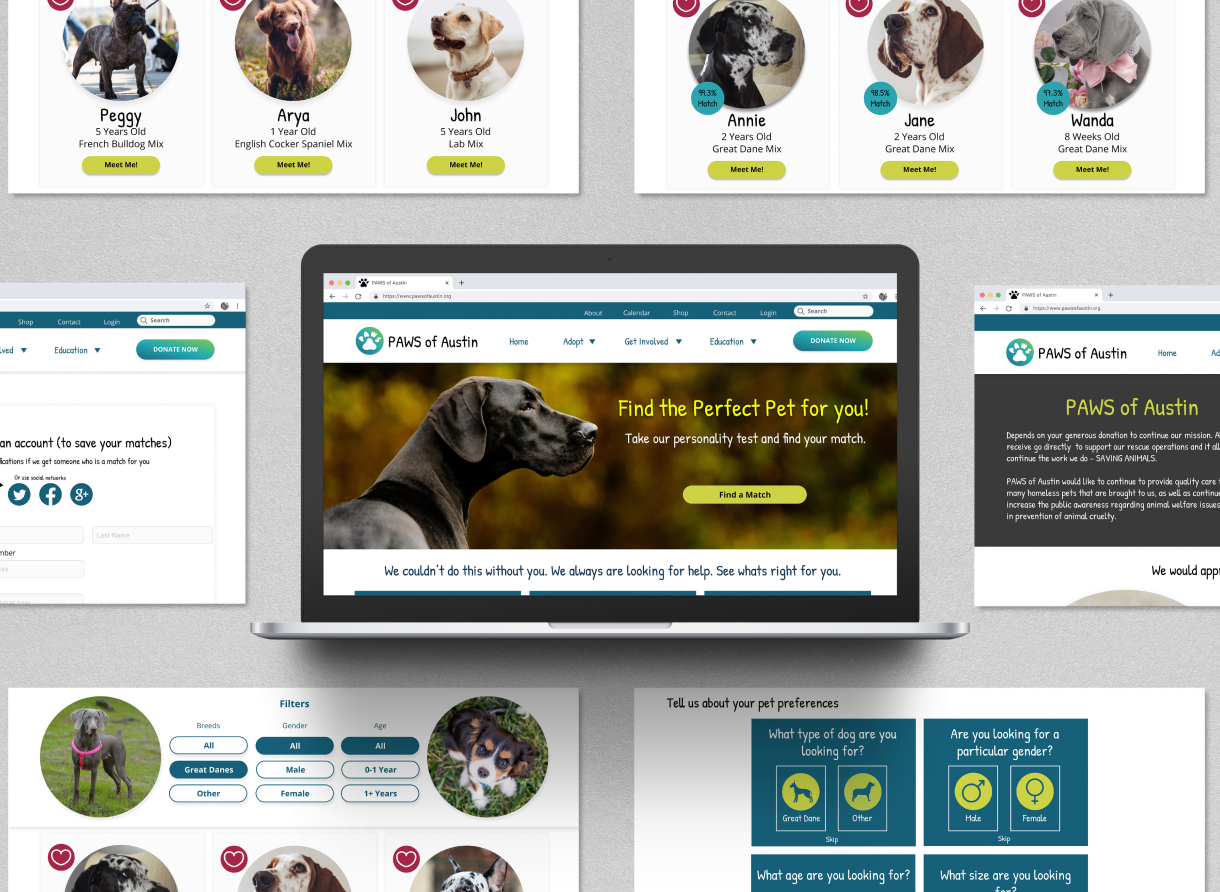 Peggy
5 Years Old
French Bulldog Mix
Meet Me!
Arya
1 Year Old
English Cocker Spaniel Mix
Meet Me!
John
5 Years Old
Lab Mix
Meet Me!
99.3%
Match
Annie
2 Years Old
Great Dane Mix
Meet Me!
98.5%
Match
Jane
2 Years Old
Great Dane Mix
Meet Me!
97.3%
Match
Wanda
8 Weeks Old
Great Dane Mix
Meet Me!
Shop Contact Login Search
Education
DONATE NOW
an account (to save your matches)
if we get someone who is a match for you
Or use social networks
Last Name
PAWS of Austin
https://www.pawsofaustin.org
About Calendar Shop Contact Login Search
PAWS of Austin Home Adopt Get Involved Education DONATE NOW
Find the Perfect Pet for you!
Take our personality test and find your match.
Find a Match
We couldn't do this without you. We always are looking for help. See whats right for you.
PAWS of Austin
https://www.pawsofaustin.org
PAWS of Austin Home
PAWS of Austin
Depends on your generous donation to continue our mission.
receive go directly to support our rescue operations and it
continue the work we do - SAVING ANIMALS.
PAWS of Austin would like to continue to provide quality care
many homeless pets that are brought to us, as well as
increase the public awareness regarding animal welfare issues
in prevention of animal cruelty.
We would
Filters
Breeds Gender Age
All All All
Great Danes Male 0-1 Year
Other Female 1+ Years
Tell us about your pet preferences
What type of dog are you
looking for?
Great Dane Other
Skip
Are you looking for a
particular gender?
Male Female
Skip
What age are you looking for?
What size are you looking
for?